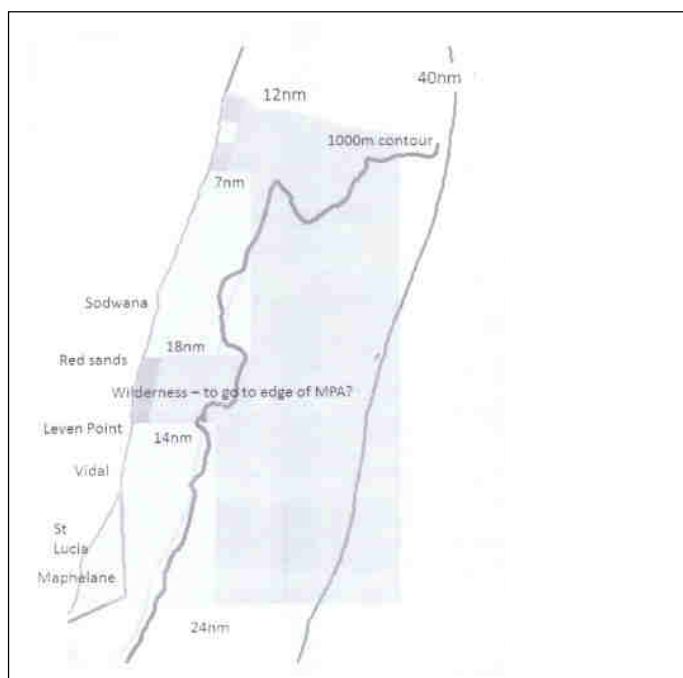 40nm
12nm
1000m contour
7nm
Sodwana
18nm
Red sands
Wilderness – to go to edge of MPA?
Leven Point
14nm
Vidal
St
Lucia
Maphelane
24nm